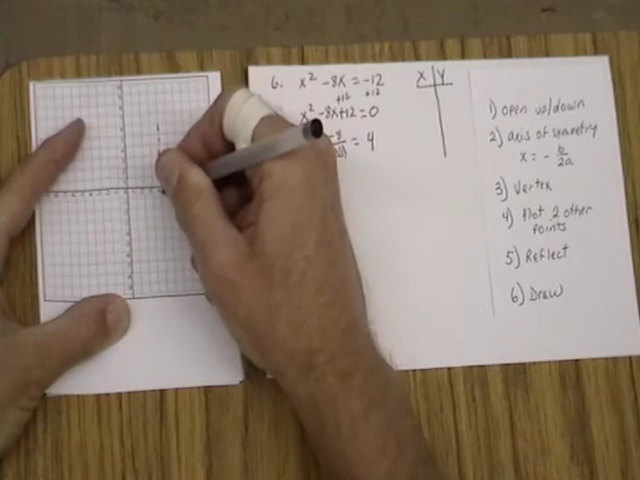 6. x² - 8x = -12
+12 +12
x² - 8x + 12 = 0
-8 = 4
X Y
1) open up/down
2) axis of symmetry
x = - b/2a
3) Vertex
4) Plot 2 other
points
5) Reflect
6) Draw